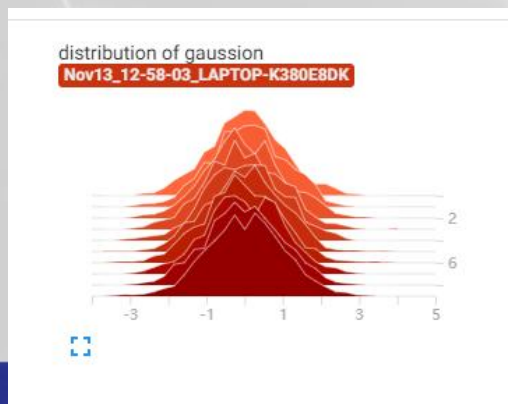 distribution of gaussion
Nov13_12-58-03_LAPTOP-K380E8DK
2
6
-3 -1 1 3 5